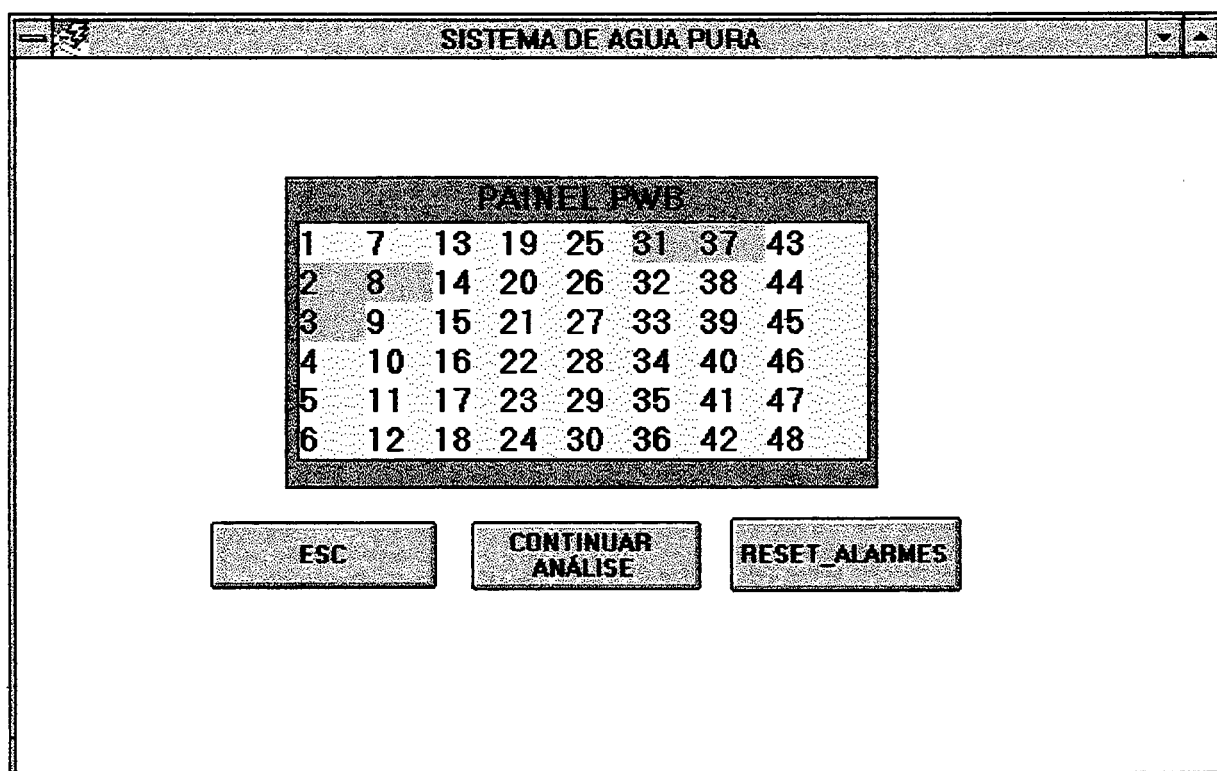 SISTEMA DE AGUA PURA
PAINEL PWB
1 7 13 19 25 31 37 43
2 8 14 20 26 32 38 44
3 9 15 21 27 33 39 45
4 10 16 22 28 34 40 46
5 11 17 23 29 35 41 47
6 12 18 24 30 36 42 48
ESC
CONTINUAR
ANÁLISE
RESET_ALARMES